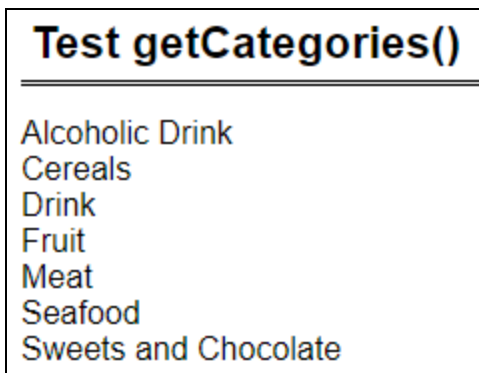 Test getCategories()
Alcoholic Drink
Cereals
Drink
Fruit
Meat
Seafood
Sweets and Chocolate